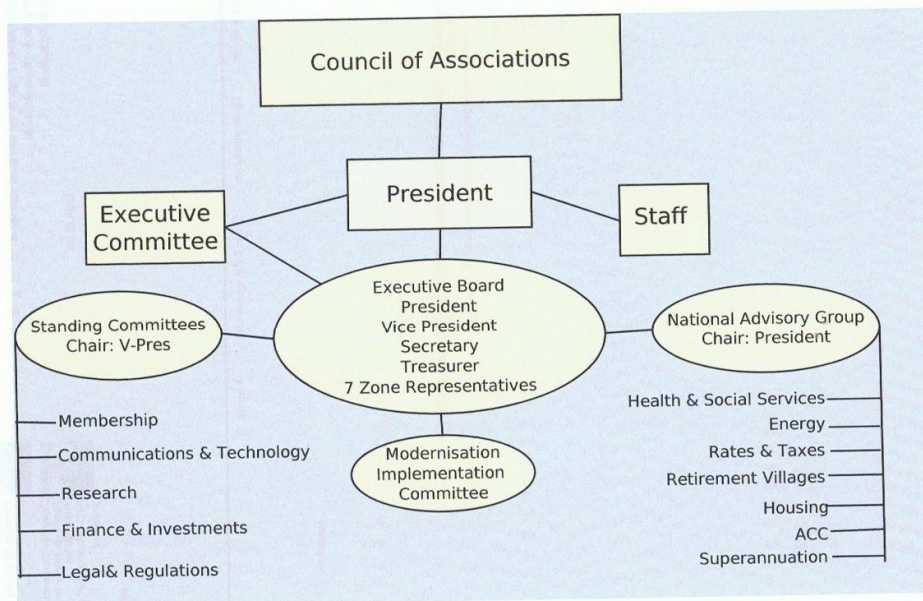 Council of Associations
President
Executive
Committee
Staff
Executive Board
President
Vice President
Secretary
Treasurer
7 Zone Representatives
Standing Committees
Chair: V-Pres
National Advisory Group
Chair: President
Modernisation
Implementation
Committee
Membership
Communications & Technology
Research
Finance & Investments
Legal& Regulations
Health & Social Services
Energy
Rates & Taxes
Retirement Villages
Housing
ACC
Superannuation